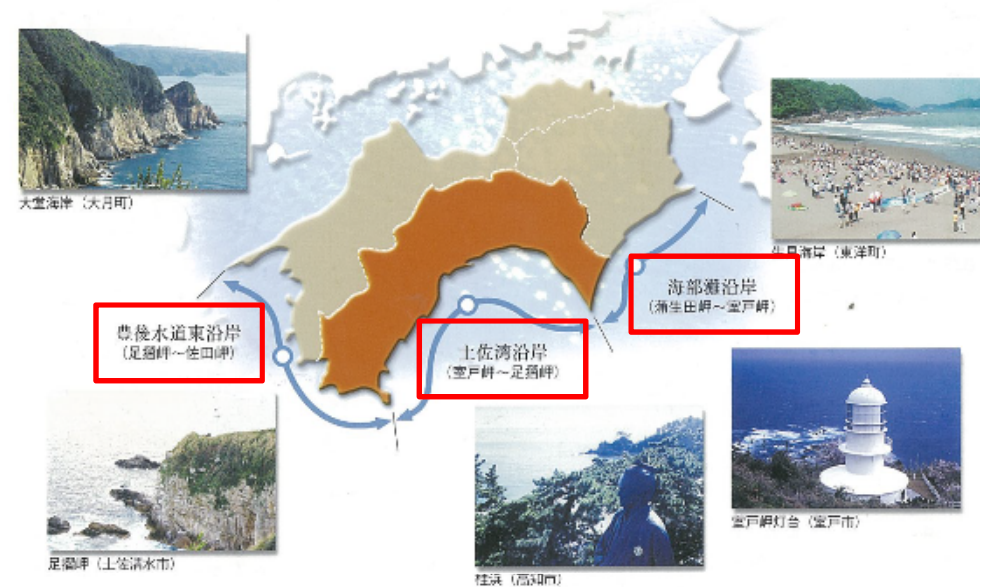 大堂海岸（大月町）
生見海岸（東洋町）
海部灘沿岸
（蒲生田岬～室戸岬）
豊後水道東沿岸
（足摺岬～佐田岬）
土佐湾沿岸
（室戸岬～足摺岬）
室戸岬灯台（室戸市）
足摺岬（土佐清水市）
桂浜（高知市）